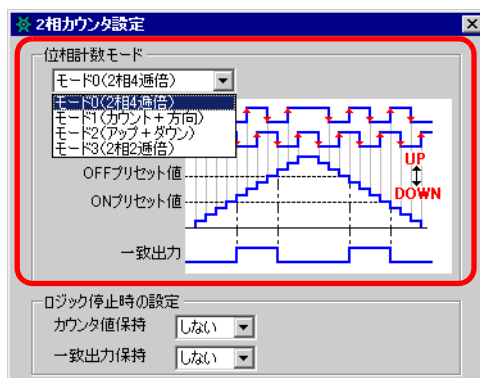 2相カウンタ設定
位相計数モード
モード0(2相4逓倍)
モード0(2相4逓倍)
モード1(カウント+方向)
モード2(アップ+ダウン)
モード3(2相2逓倍)
UP
DOWN
OFFプリセット値
ONプリセット値
一致出力
ロジック停止時の設定
カウンタ値保持 しない
一致出力保持 しない